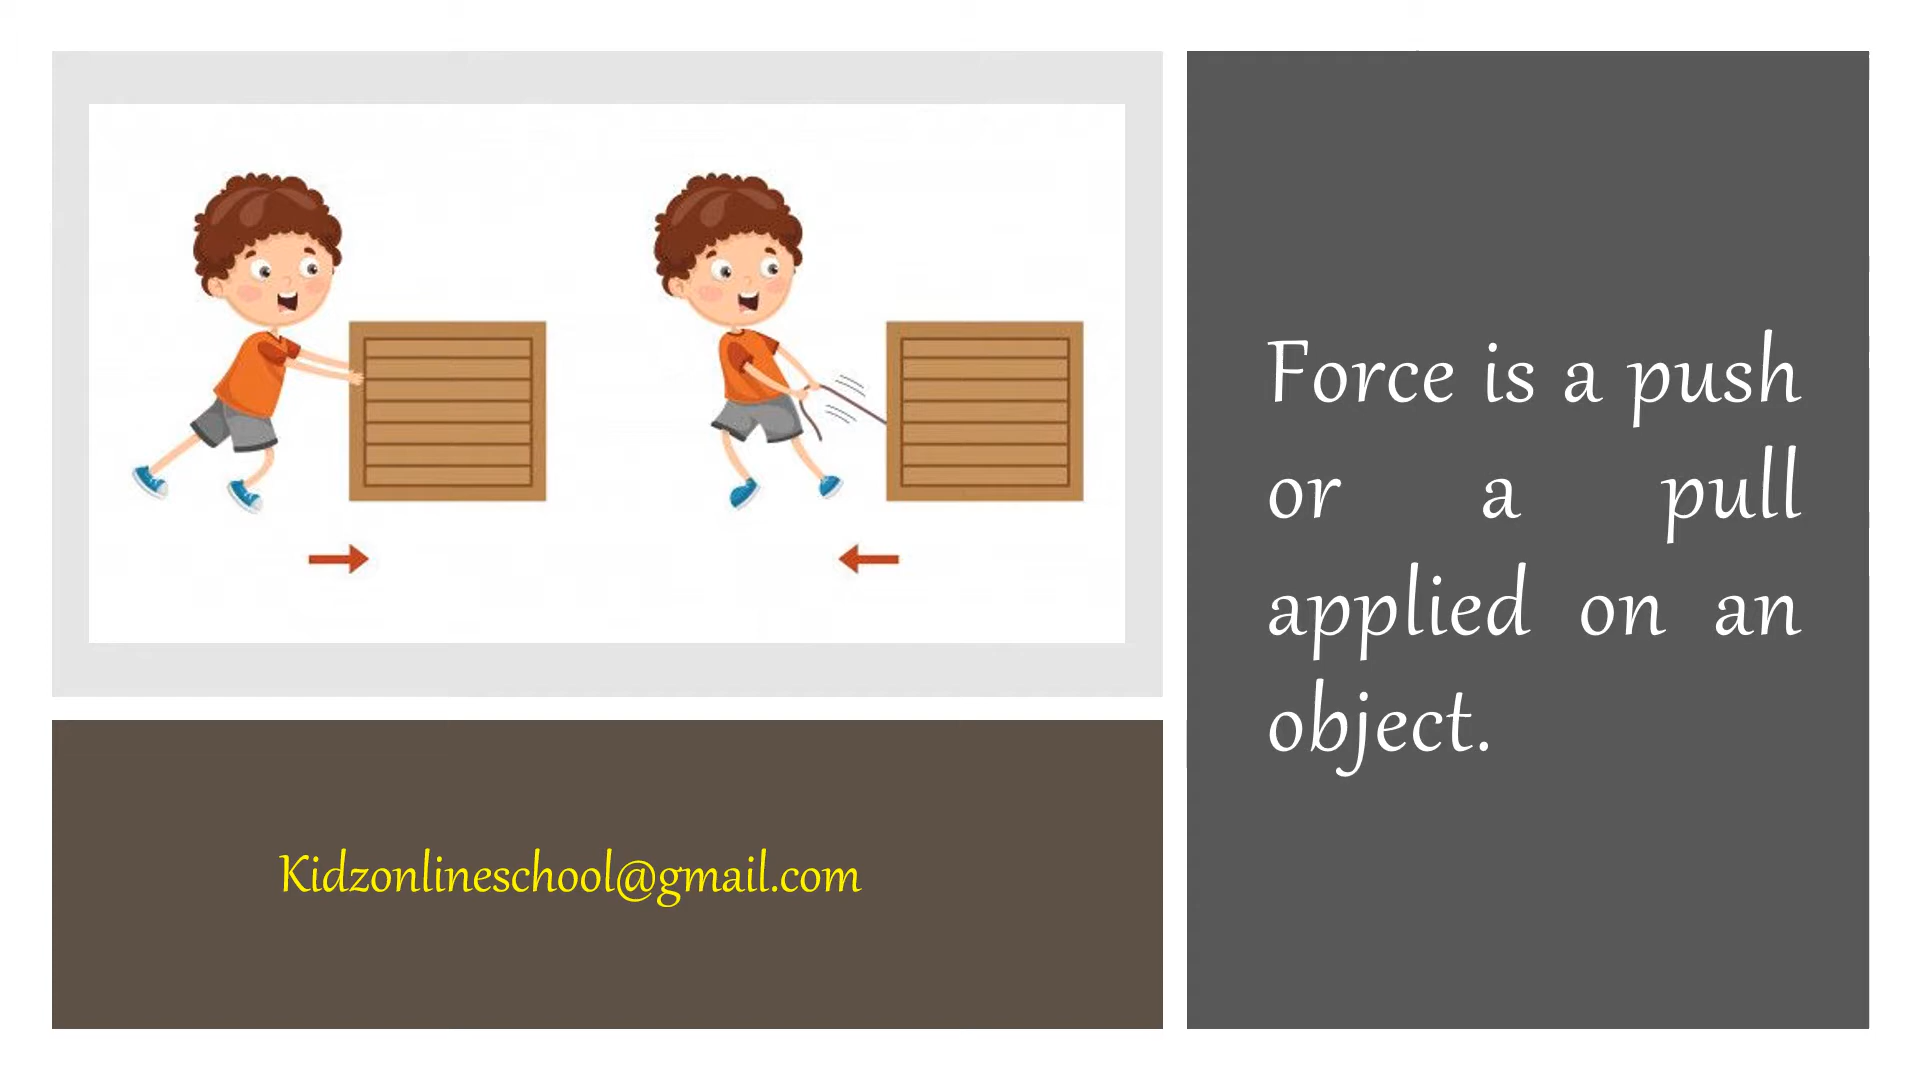 Force is a push
or a pull
applied on an
object.
Kidzonlineschool@gmail.com